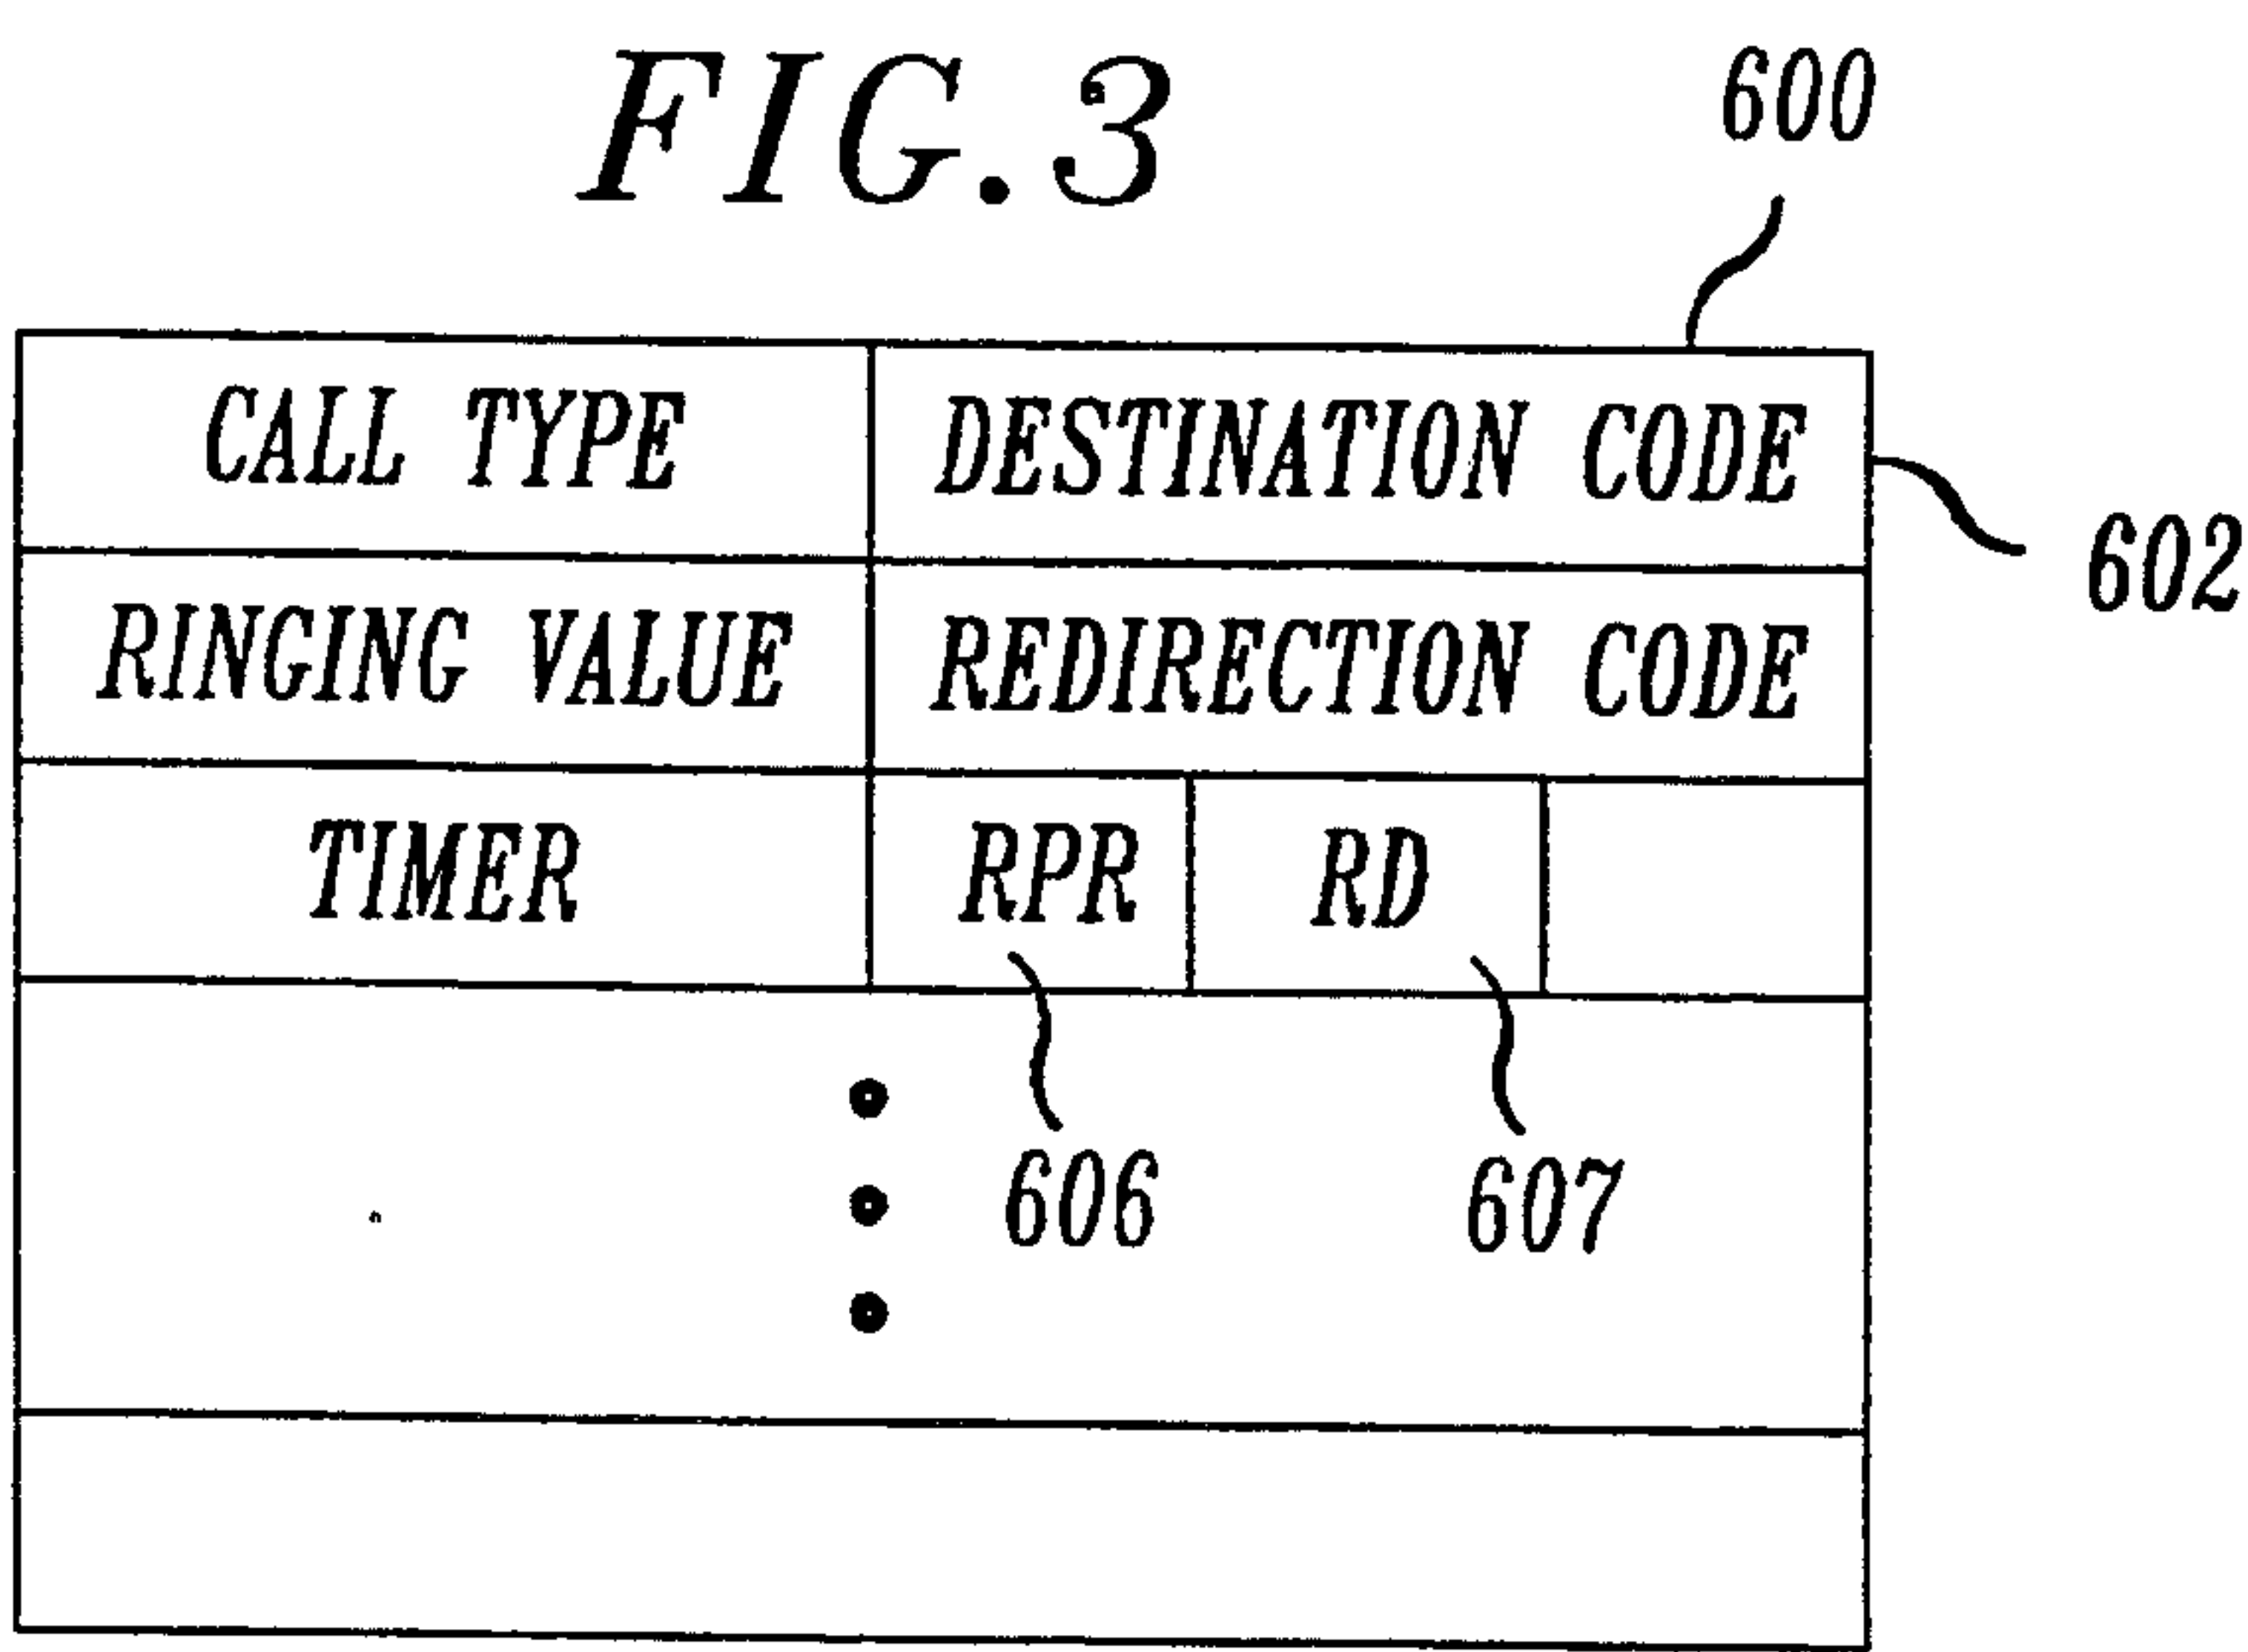 FIG.3
600
CALL TYPE DESTINATION CODE
602
RINGING VALUE REDIRECTION CODE
TIMER RPR RD
606 607